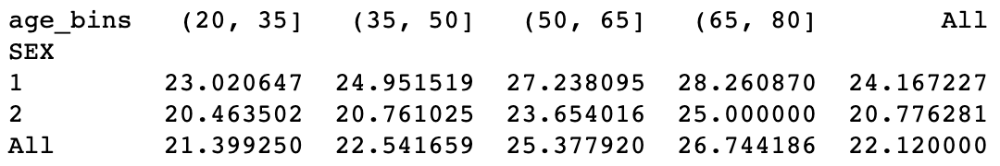 age_bins (20, 35] (35, 50] (50, 65] (65, 80] All
SEX
1 23.020647 24.951519 27.238095 28.260870 24.167227
2 20.463502 20.761025 23.654016 25.000000 20.776281
All 21.399250 22.541659 25.377920 26.744186 22.120000